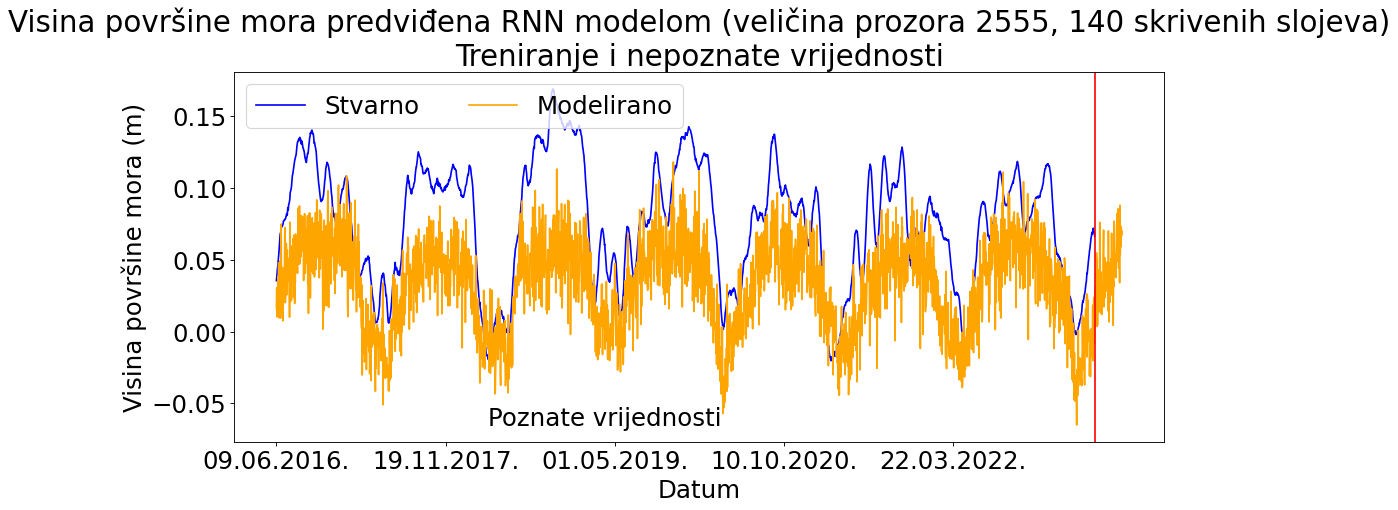 Visina površine mora predviđena RNN modelom (veličina prozora 2555, 140 skrivenih slojeva)
Treniranje i nepoznate vrijednosti
Stvarno
Modelirano
Visina površine mora (m)
0.15
0.10
0.05
0.00
−0.05
Poznate vrijednosti
09.06.2016.
19.11.2017.
01.05.2019.
10.10.2020.
22.03.2022.
Datum